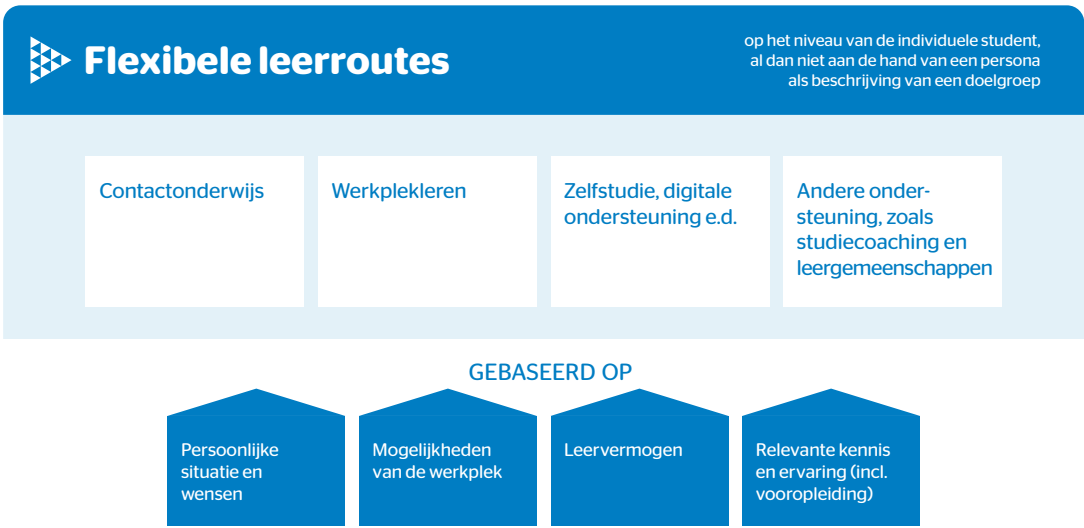 Flexibele leerroutes
op het niveau van de individuele student,
al dan niet aan de hand van een persona
als beschrijving van een doelgroep
Contactonderwijs
Werkplekleren
Zelfstudie, digitale
ondersteuning e.d.
Andere onder-
steuning, zoals
studiecoaching en
leergemeenschappen
GEBASEERD OP
Persoonlijke
situatie en
wensen
Mogelijkheden
van de werkplek
Leervermogen
Relevante kennis
en ervaring (incl.
vooropleiding)